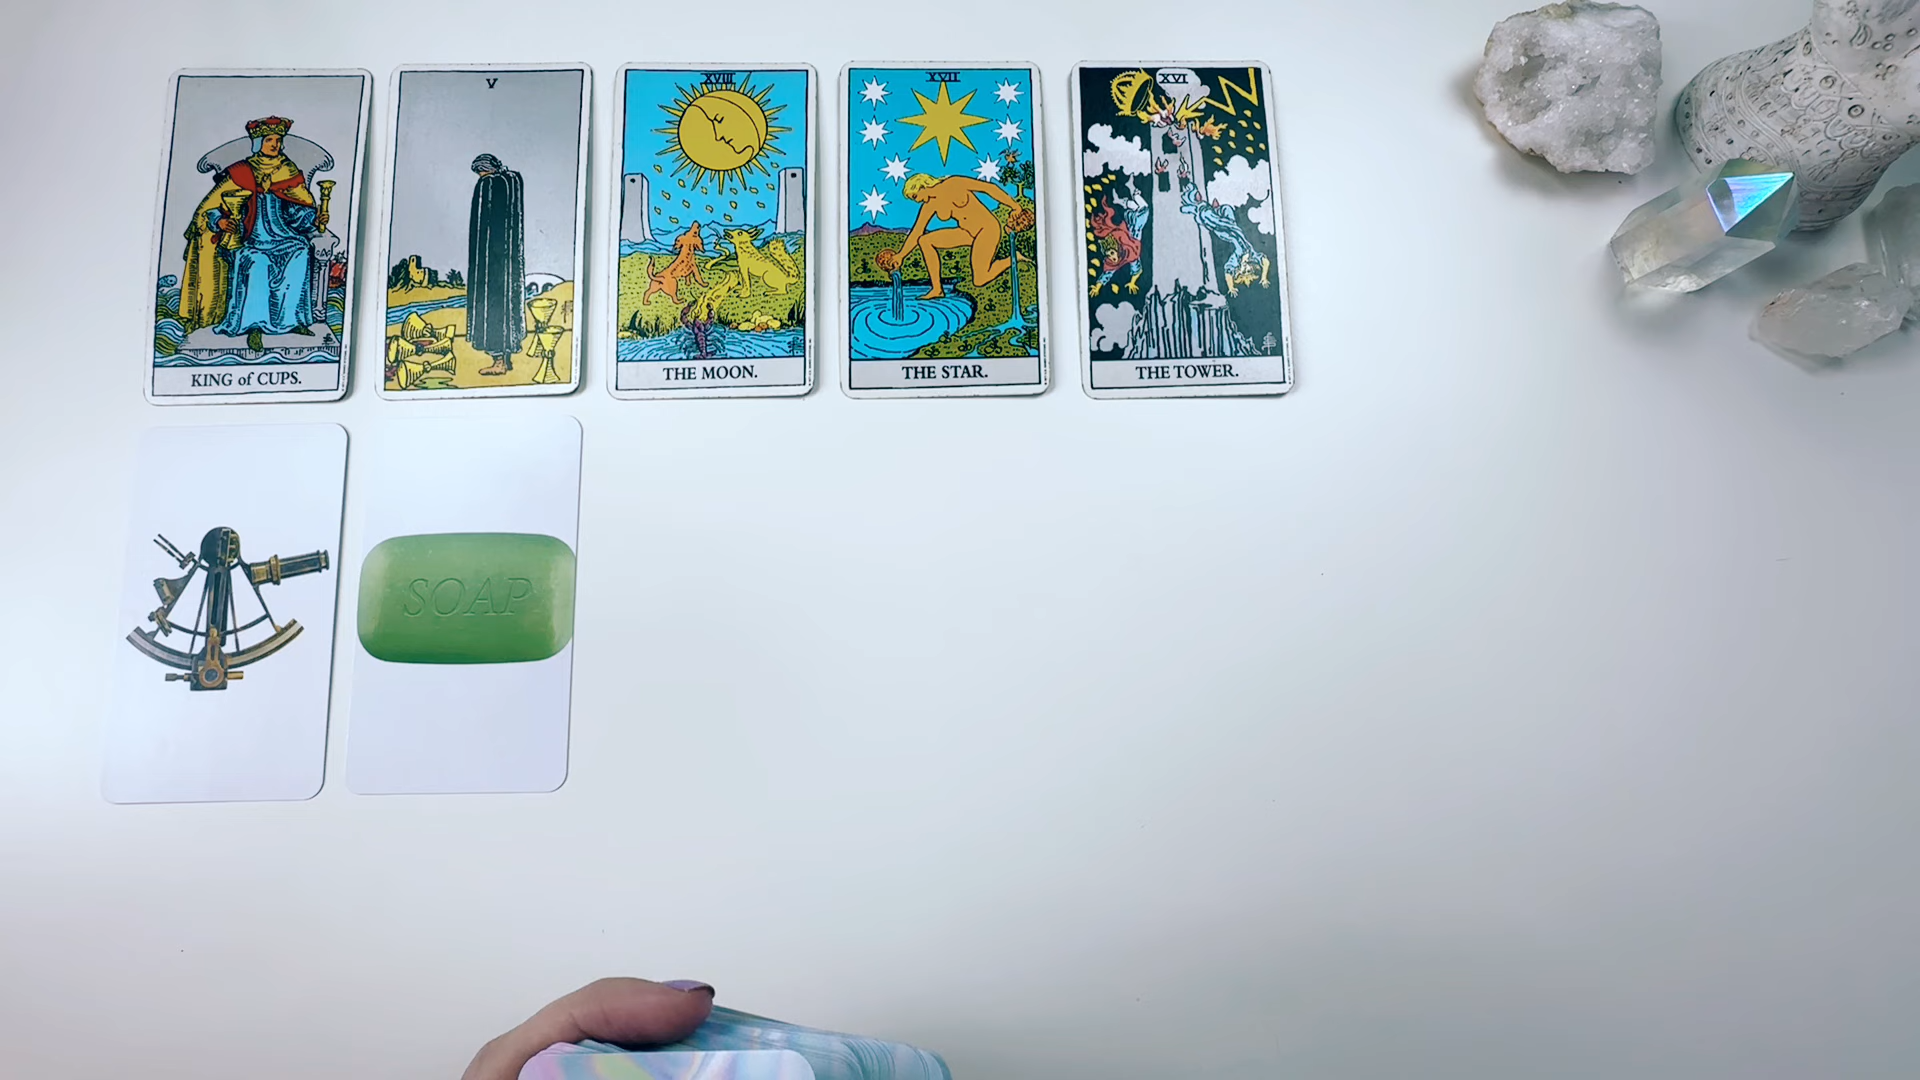 KING of CUPS.
V
XVIII
THE MOON.
XVII
THE STAR.
XVI
THE TOWER.
SOAP